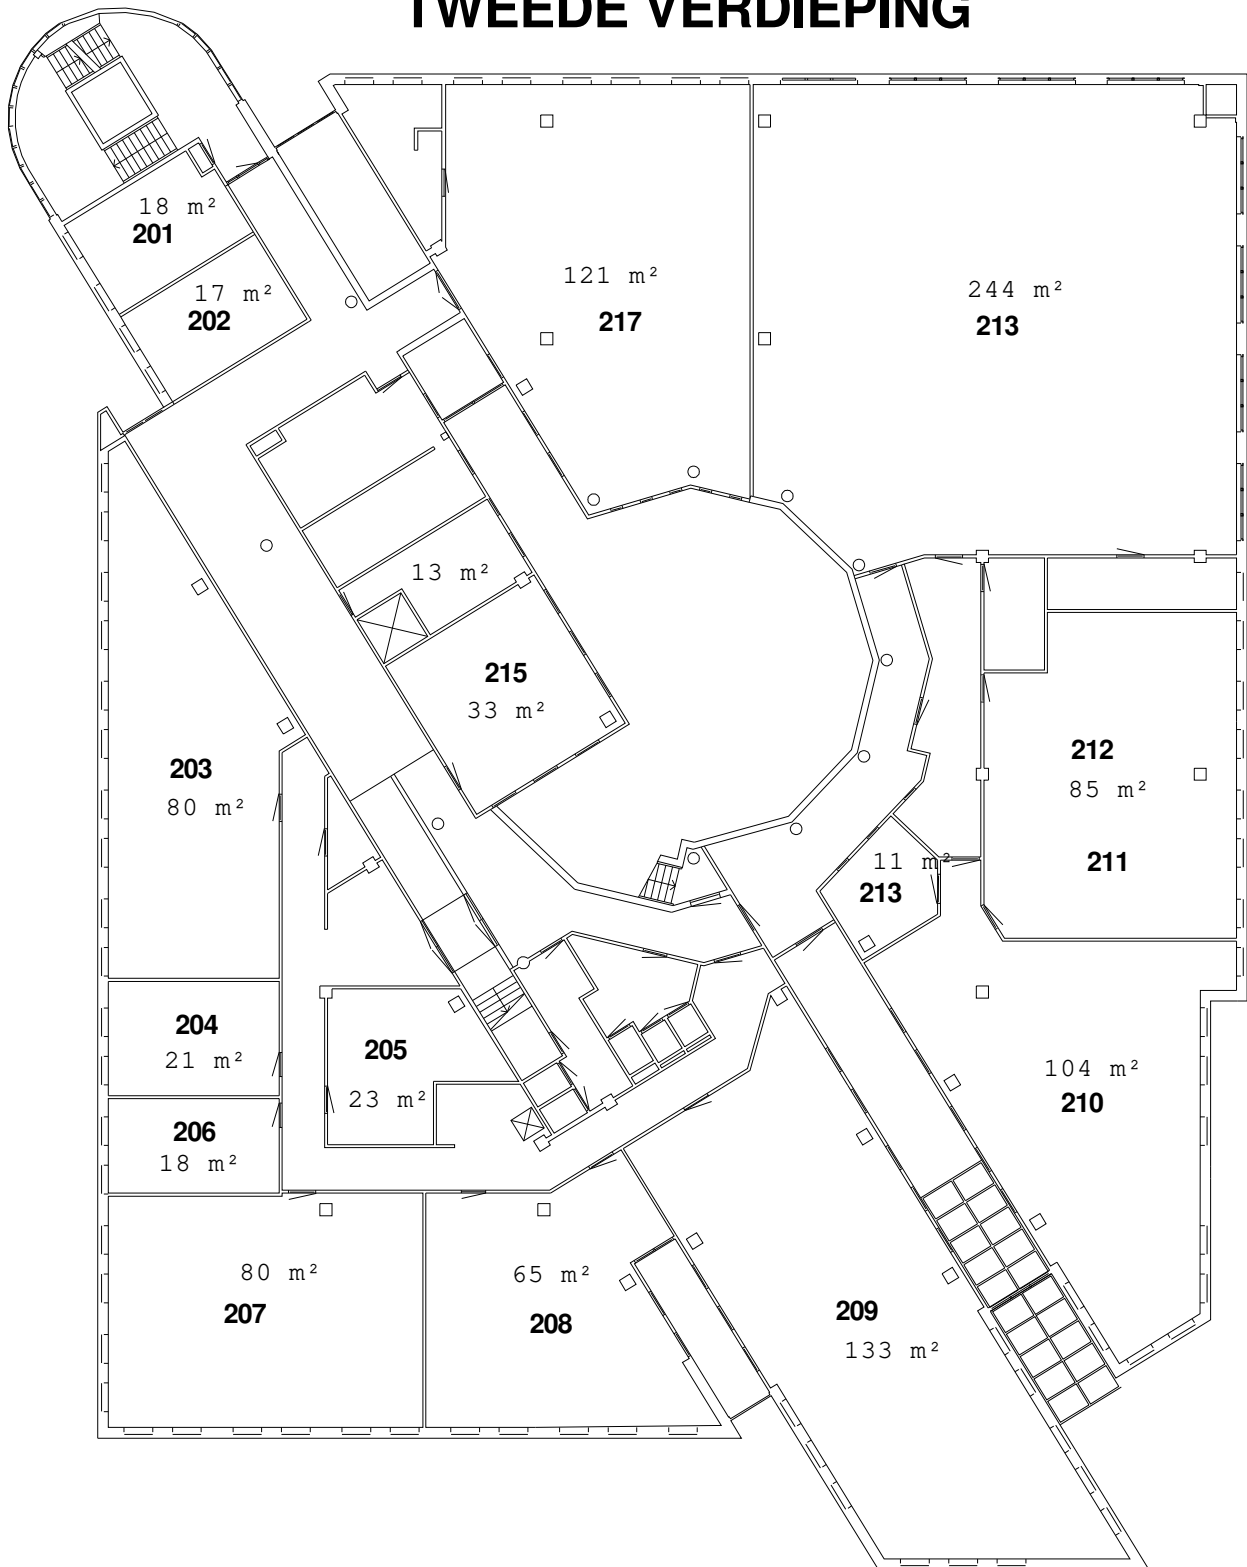 TWEEDE VERDIEPING
18 m²
201
17 m²
202
121 m²
217
244 m²
213
13 m²
215
33 m²
203
80 m²
212
85 m²
211
11 m²
213
204
21 m²
205
23 m²
206
18 m²
104 m²
210
80 m²
207
65 m²
208
209
133 m²